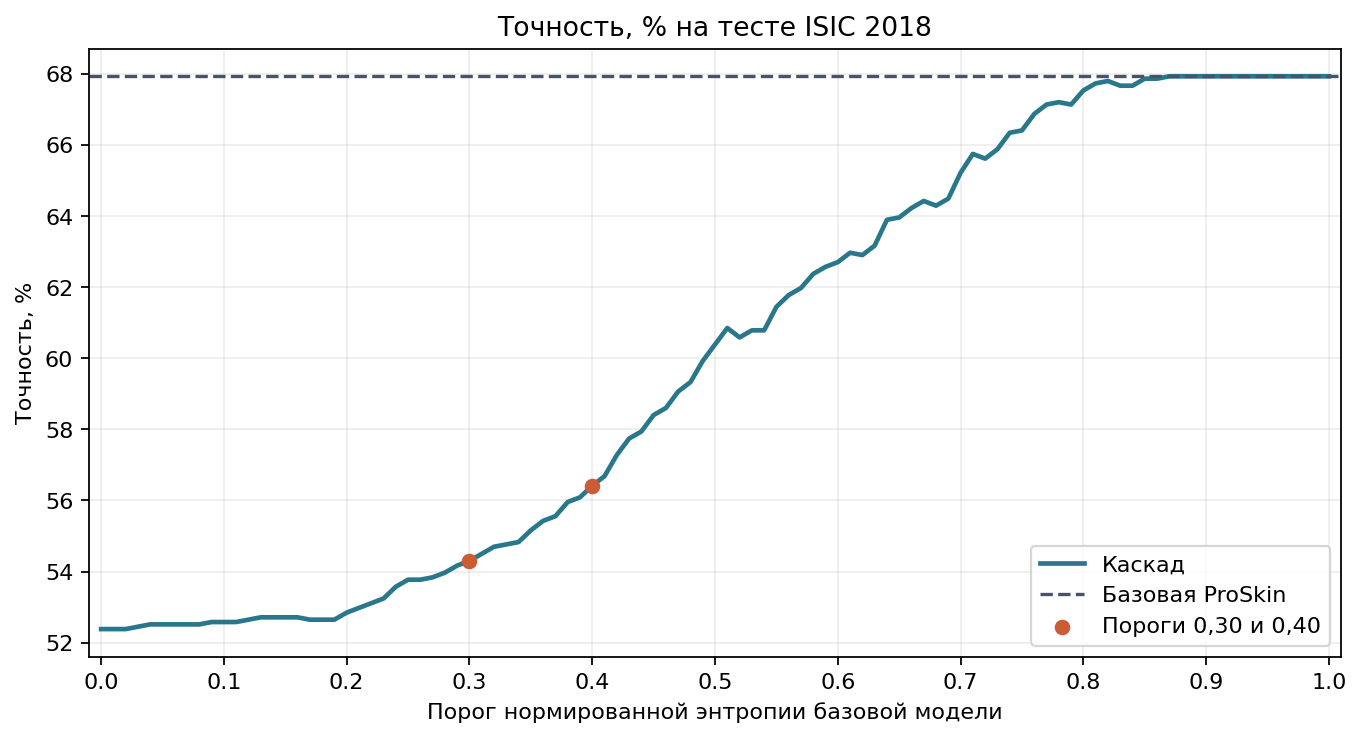 Точность, % на тесте ISIC 2018
Точность, %
68
66
64
62
60
58
56
54
52
0.0 0.1 0.2 0.3 0.4 0.5 0.6 0.7 0.8 0.9 1.0
Порог нормированной энтропии базовой модели
Каскад
Базовая ProSkin
Пороги 0,30 и 0,40